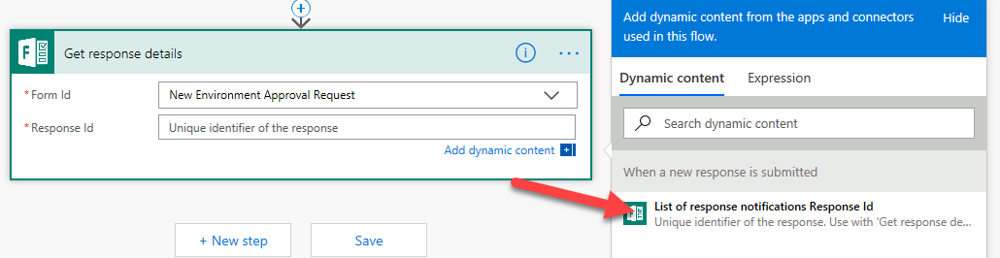 Get response details
* Form Id
New Environment Approval Request
* Response Id
Unique identifier of the response
Add dynamic content
+ New step
Save
Add dynamic content from the apps and connectors
used in this flow.
Hide
Dynamic content
Expression
Search dynamic content
When a new response is submitted
List of response notifications Response Id
Unique identifier of the response. Use with 'Get response de...